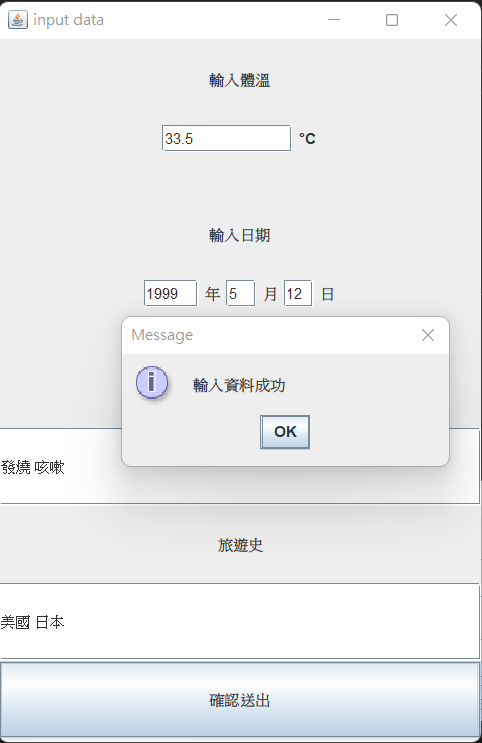 input data
輸入體溫
33.5 °C
輸入日期
1999 年 5 月 12 日
Message
輸入資料成功
OK
發燒 咳嗽
旅遊史
美國 日本
確認送出